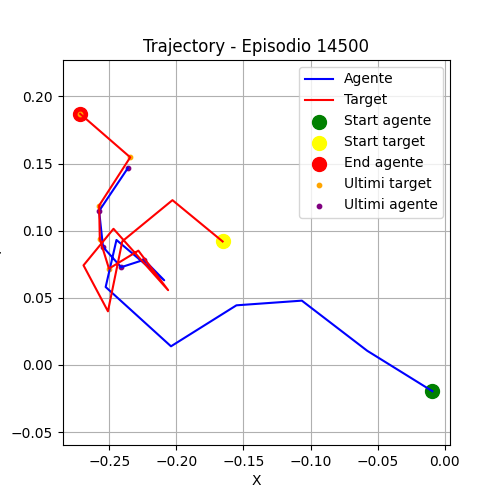 Trajectory - Episodio 14500
Agente
Target
Start agente
Start target
End agente
Ultimi target
Ultimi agente
0.20
0.15
0.10
0.05
0.00
−0.05
−0.25
−0.20
−0.15
−0.10
−0.05
0.00
X